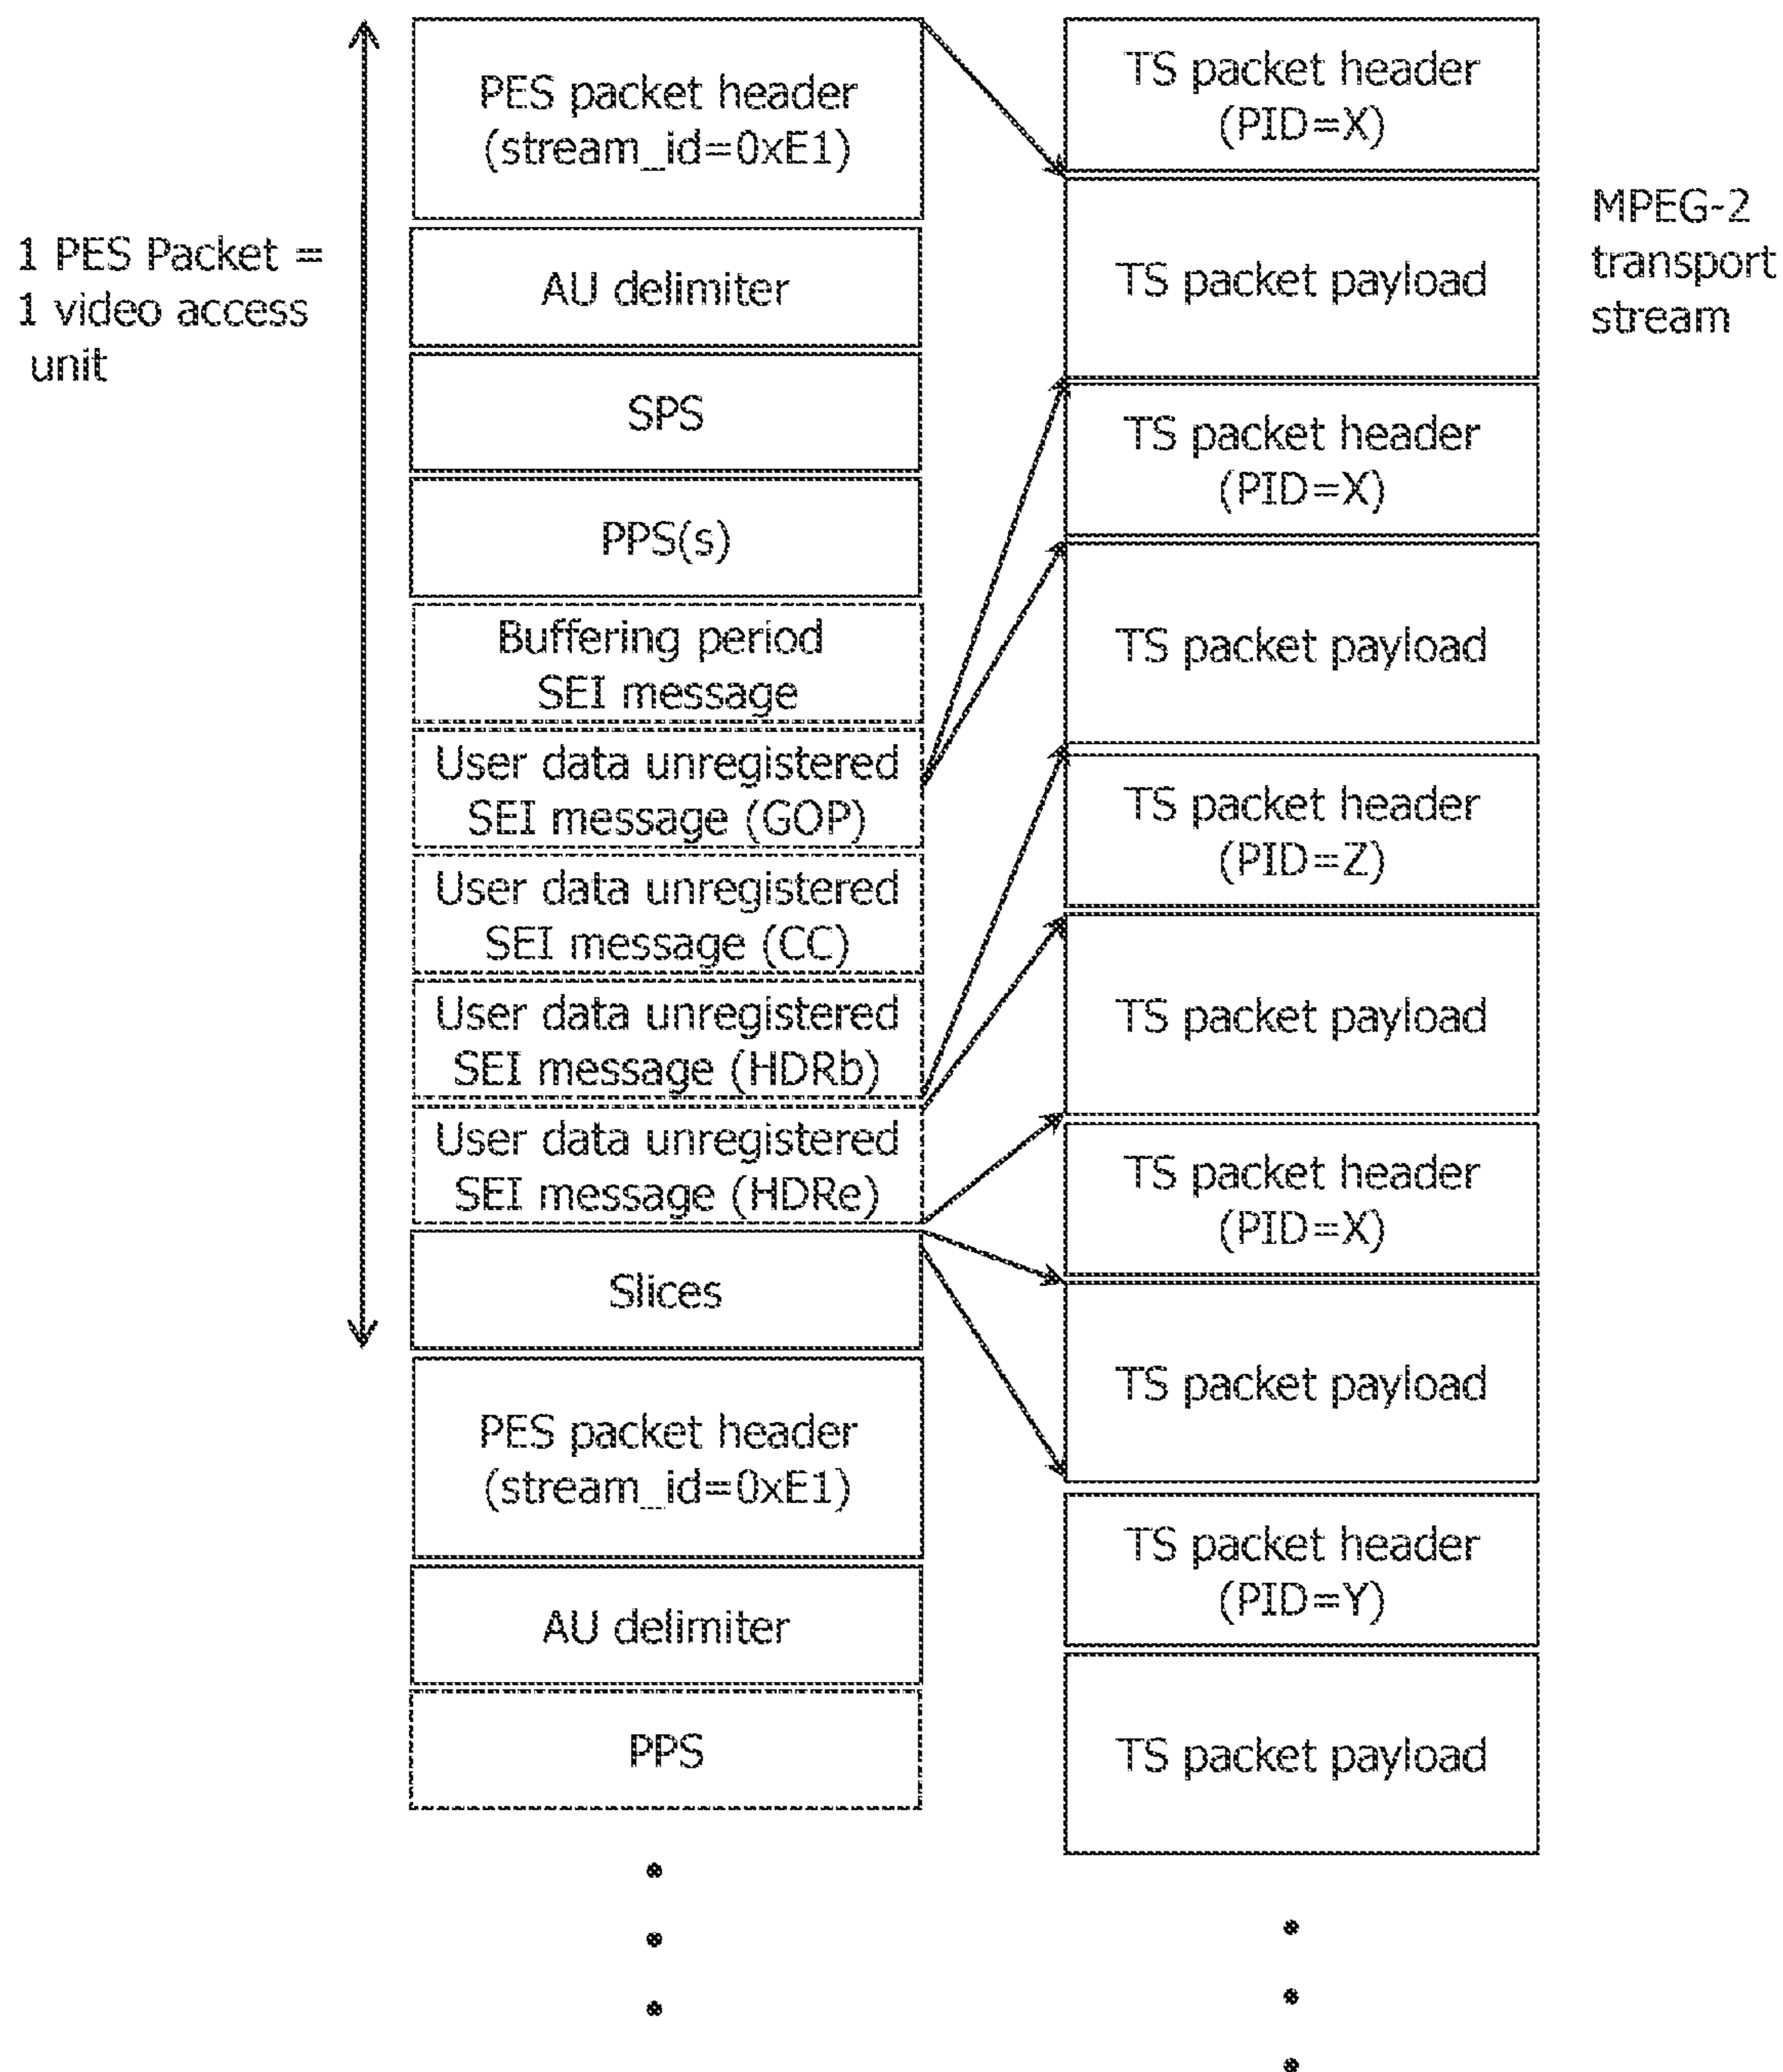 1 PES Packet =
1 video access
unit
PES packet header
(stream_id=0xE1)
AU delimiter
SPS
PPS(s)
Buffering period
SEI message
User data unregistered
SEI message (GOP)
User data unregistered
SEI message (CC)
User data unregistered
SEI message (HDRb)
User data unregistered
SEI message (HDRe)
Slices
PES packet header
(stream_id=0xE1)
AU delimiter
PPS
TS packet header
(PID=X)
TS packet payload
TS packet header
(PID=X)
TS packet payload
TS packet header
(PID=Z)
TS packet payload
TS packet header
(PID=X)
TS packet payload
TS packet header
(PID=Y)
TS packet payload
MPEG-2
transport
stream